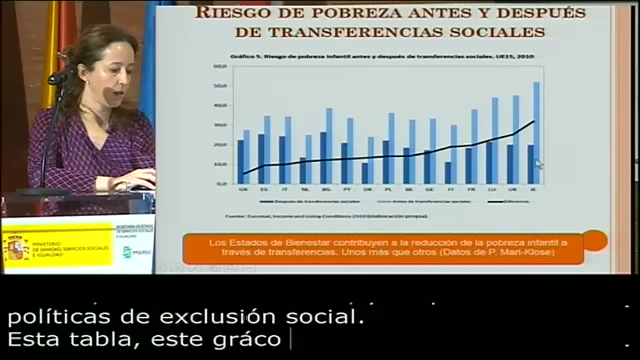 RIESGO DE POBREZA ANTES Y DESPUÉS
DE TRANSFERENCIAS SOCIALES
Gráfico 5. Riesgo de pobreza infantil antes y después de transferencias sociales. UE15, 2010
60,0
50,0
40,0
30,0
20,0
10,0
0,0
GR ES IT NL BG PT DK PL BE GE FI FR LU UK IE
Después de transferencias sociales Antes de transferencias sociales Diferencia
Fuente: Eurostat, Income and Living Conditions 2010 (elaboración propia).
Los Estados de Bienestar contribuyen a la reducción de la pobreza infantil a
través de transferencias. Unos más que otros (Datos de P. Mari-Klose)
MINISTERIO
DE SANIDAD, SERVICIOS SOCIALES
E IGUALDAD
políticas de exclusión social.
Esta tabla, este gráco